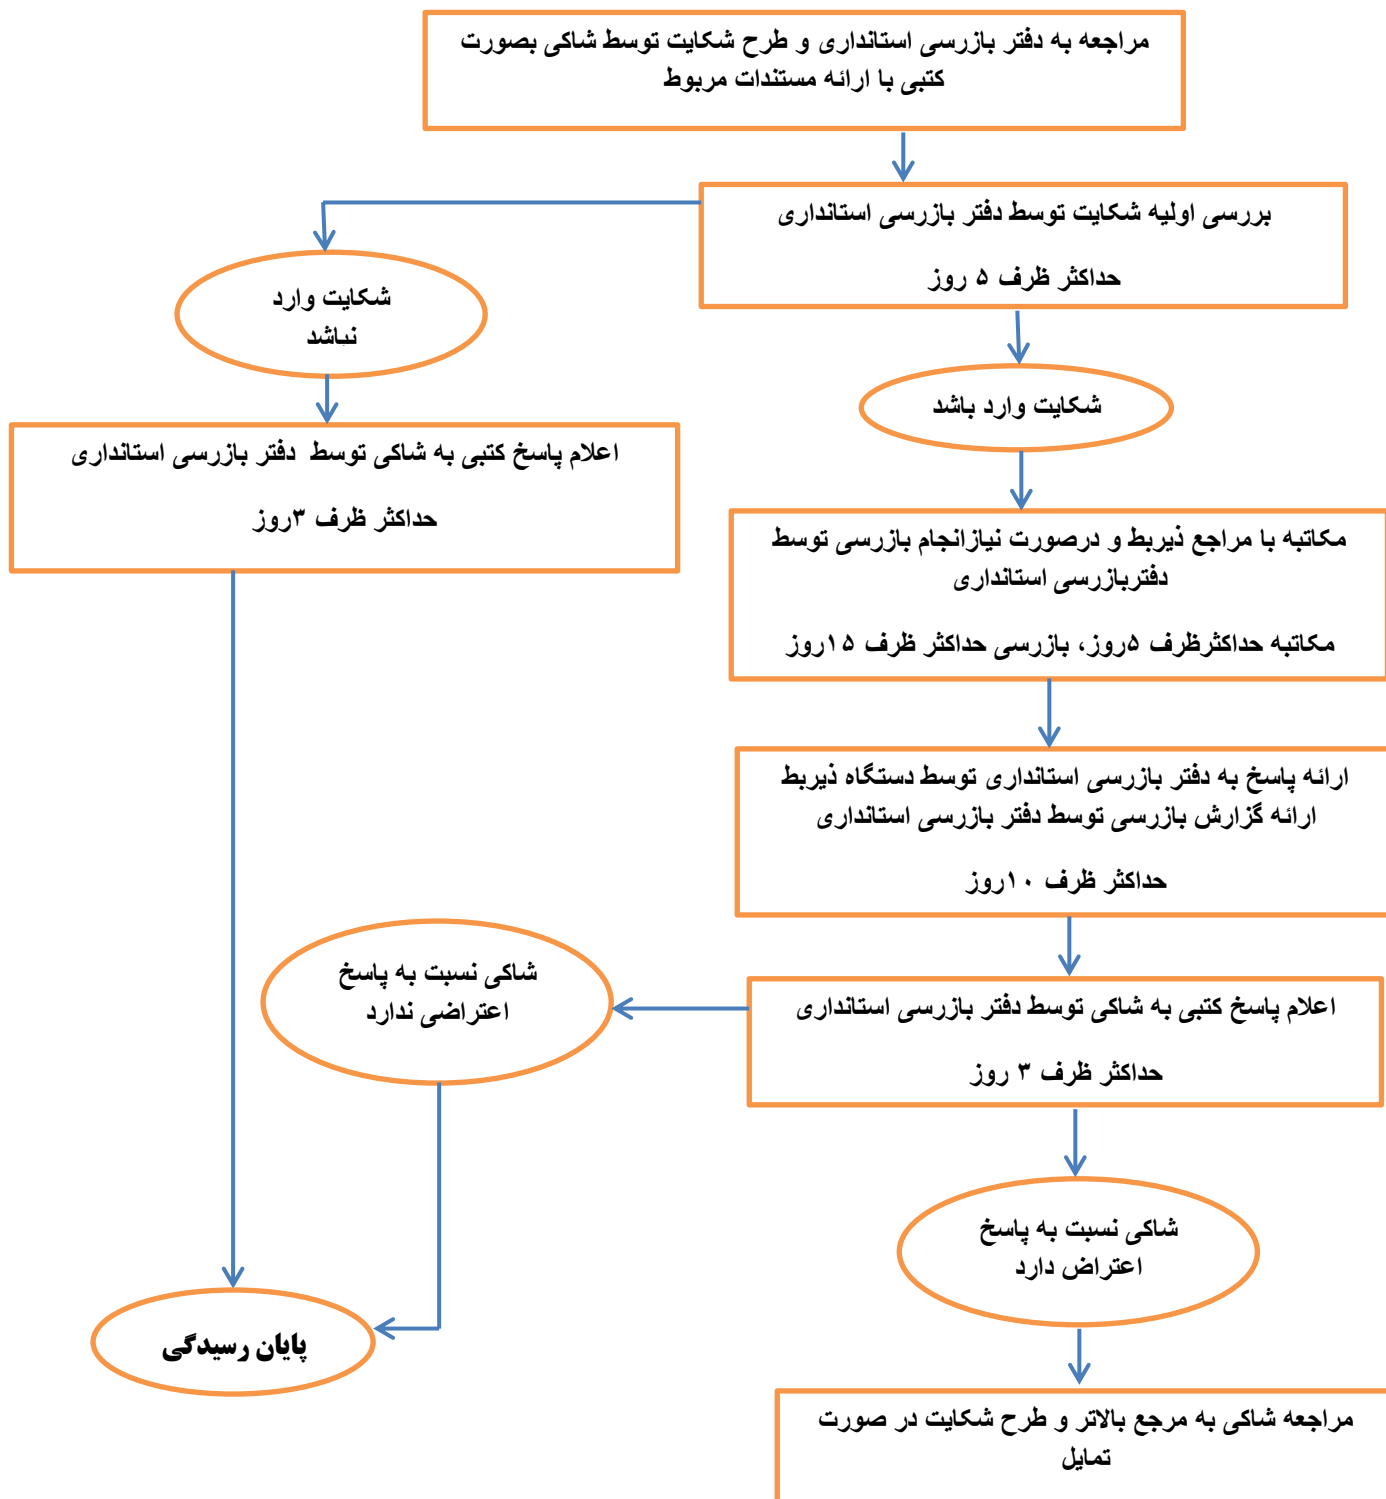 مراجعه به دفتر بازرسی استانداری و طرح شکایت توسط شاکی بصورت
کتبی با ارائه مستندات مربوط
بررسی اولیه شکایت توسط دفتر بازرسی استانداری
حداکثر ظرف ۵ روز
شکایت وارد
نباشد
شکایت وارد باشد
اعلام پاسخ کتبی به شاکی توسط دفتر بازرسی استانداری
حداکثر ظرف ۳روز
مکاتبه با مراجع ذیربط و درصورت نیازانجام بازرسی توسط
دفتربازرسی استانداری
مکاتبه حداکثرظرف ۵روز، بازرسی حداکثر ظرف ۱۵روز
ارائه پاسخ به دفتر بازرسی استانداری توسط دستگاه ذیربط
ارائه گزارش بازرسی توسط دفتر بازرسی استانداری
حداکثر ظرف ۱۰روز
شاکی نسبت به پاسخ
اعتراضی ندارد
اعلام پاسخ کتبی به شاکی توسط دفتر بازرسی استانداری
حداکثر ظرف ۳ روز
شاکی نسبت به پاسخ
اعتراض دارد
پایان رسیدگی
مراجعه شاکی به مرجع بالاتر و طرح شکایت در صورت
تمایل